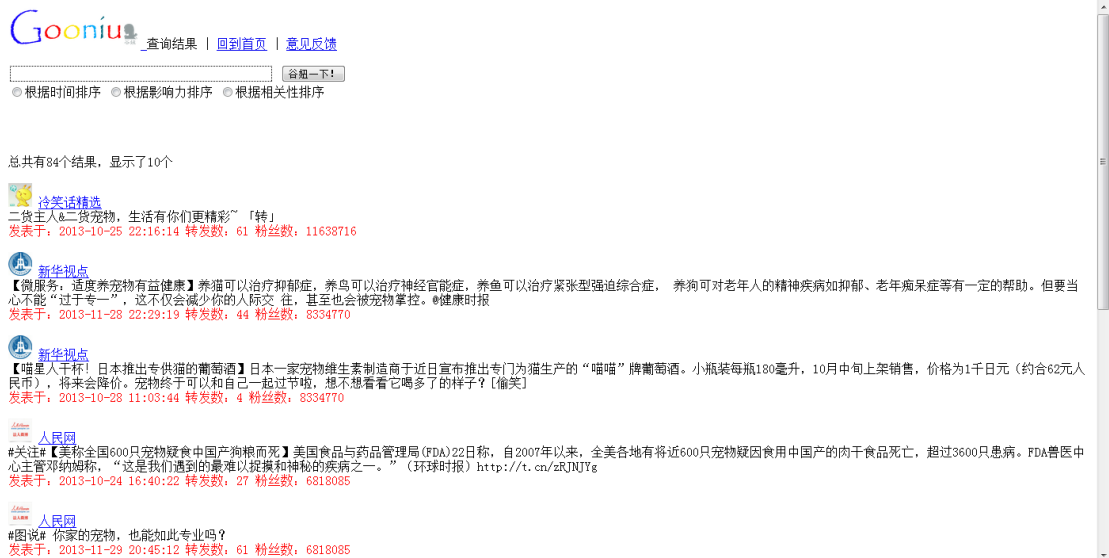 Goonius 查询结果 | 回到首页 | 意见反馈
谷姐一下!
根据时间排序 根据影响力排序 根据相关性排序
总共有84个结果，显示了10个
冷笑话精选
二货主人&二货宠物，生活有你们更精彩~ 「转」
发表于：2013-10-25 22:16:14 转发数：61 粉丝数：11638716
新华视点
【微服务：适度养宠物有益健康】养猫可以治疗抑郁症，养鸟可以治疗神经官能症，养鱼可以治疗紧张型强迫综合症， 养狗可对老年人的精神疾病如抑郁、老年痴呆症等有一定的帮助。但要当
心不能“过于专一”，这不仅会减少你的人际交 往，甚至也会被宠物掌控。@健康时报
发表于：2013-11-28 22:29:19 转发数：44 粉丝数：8334770
新华视点
【喵星人干杯！日本推出专供猫的葡萄酒】日本一家宠物维生素制造商于近日宣布推出专门为猫生产的“喵喵”牌葡萄酒。小瓶装每瓶180毫升，10月中旬上架销售，价格为1千日元（约合62元人
民币），将来会降价。宠物终于可以和自己一起过节啦，想不想看看它喝多了的样子？[偷笑]
发表于：2013-10-28 11:03:44 转发数：4 粉丝数：8334770
人民网
#关注#【美称全国600只宠物疑食中国产狗粮而死】美国食品与药品管理局(FDA)22日称，自2007年以来，全美各地有将近600只宠物疑因食用中国产的肉干食品死亡，超过3600只患病。FDA兽医中
心主管邓纳姆称，“这是我们遇到的最难以捉摸和神秘的疾病之一。”（环球时报）http://t.cn/zRJNJYg
发表于：2013-10-24 16:40:22 转发数：27 粉丝数：6818085
人民网
#图说# 你家的宠物，也能如此专业吗？
发表于：2013-11-29 20:45:12 转发数：61 粉丝数：6818085